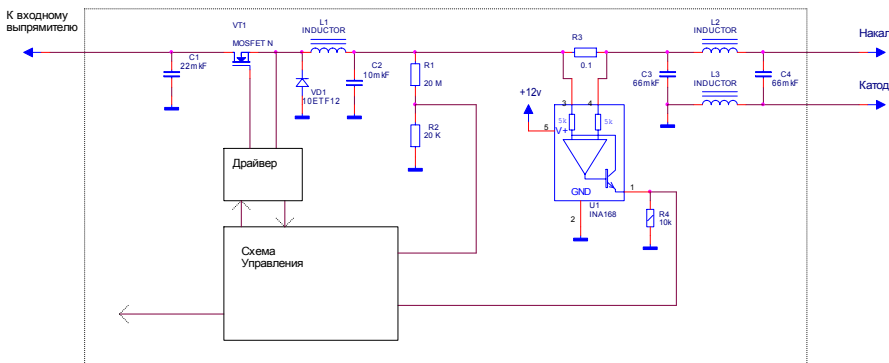 К входному
выпрямителю
VT1
MOSFET N
L1
INDUCTOR
C1
22mkF
VD1
10ETF12
C2
10mkF
R1
20 M
R2
20 K
R3
0.1
L2
INDUCTOR
Накал
C3
66mkF
L3
INDUCTOR
C4
66mkF
Катод
+12v
3
4
5k
5k
5
V+
GND
1
2
U1
INA168
R4
10k
Драйвер
Схема
Управления